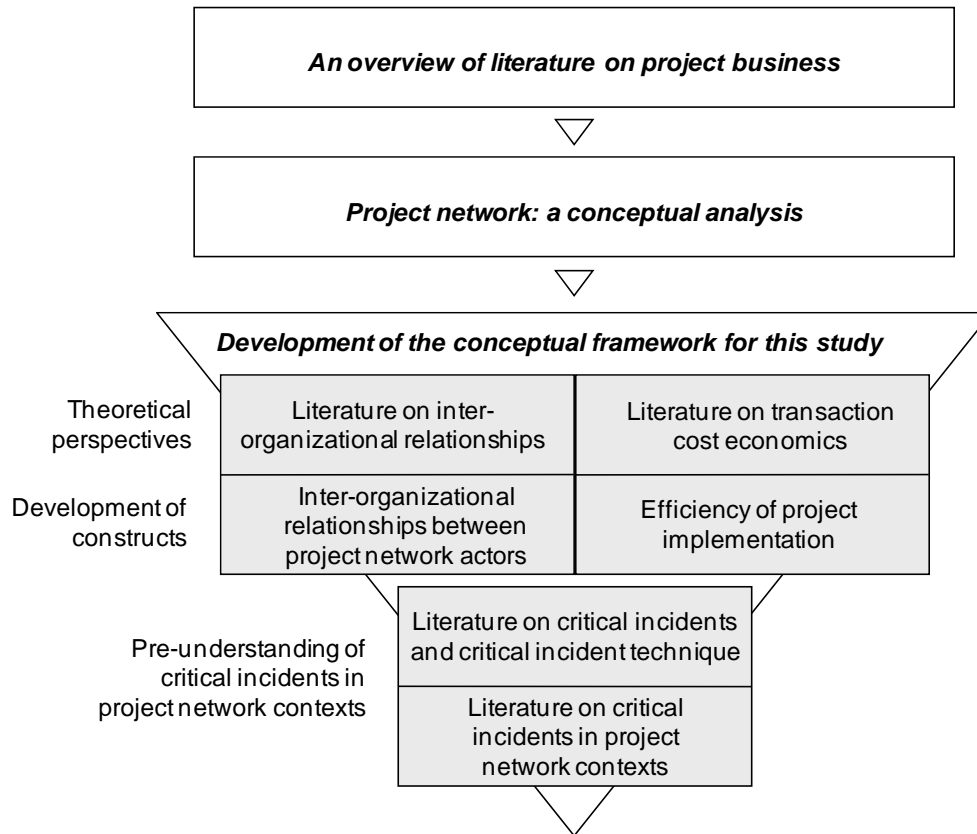 An overview of literature on project business
Project network: a conceptual analysis
Development of the conceptual framework for this study
Theoretical
perspectives
Literature on inter-
organizational relationships
Literature on transaction
cost economics
Development of
constructs
Inter-organizational
relationships between
project network actors
Efficiency of project
implementation
Pre-understanding of
critical incidents in
project network contexts
Literature on critical incidents
and critical incident technique
Literature on critical
incidents in project
network contexts